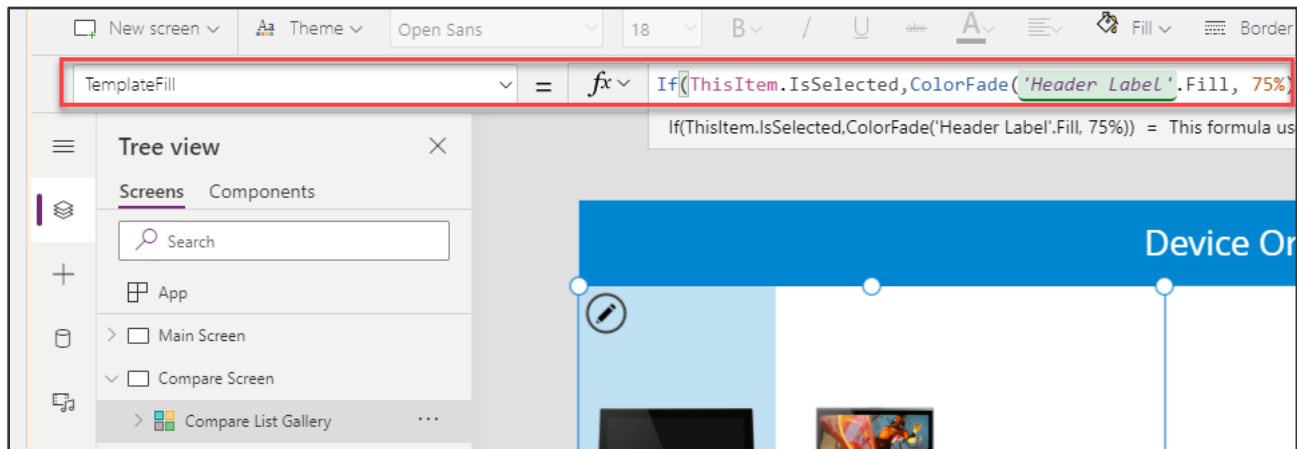 New screen Aa Theme Open Sans 18 B / U abc A Fill Border
TemplateFill = fx If(ThisItem.IsSelected,ColorFade('Header Label'.Fill, 75%)
If(ThisItem.IsSelected,ColorFade('Header Label'.Fill, 75%)) = This formula us
Tree view
Screens Components
Search
App
Main Screen
Compare Screen
Compare List Gallery ...
Device Or